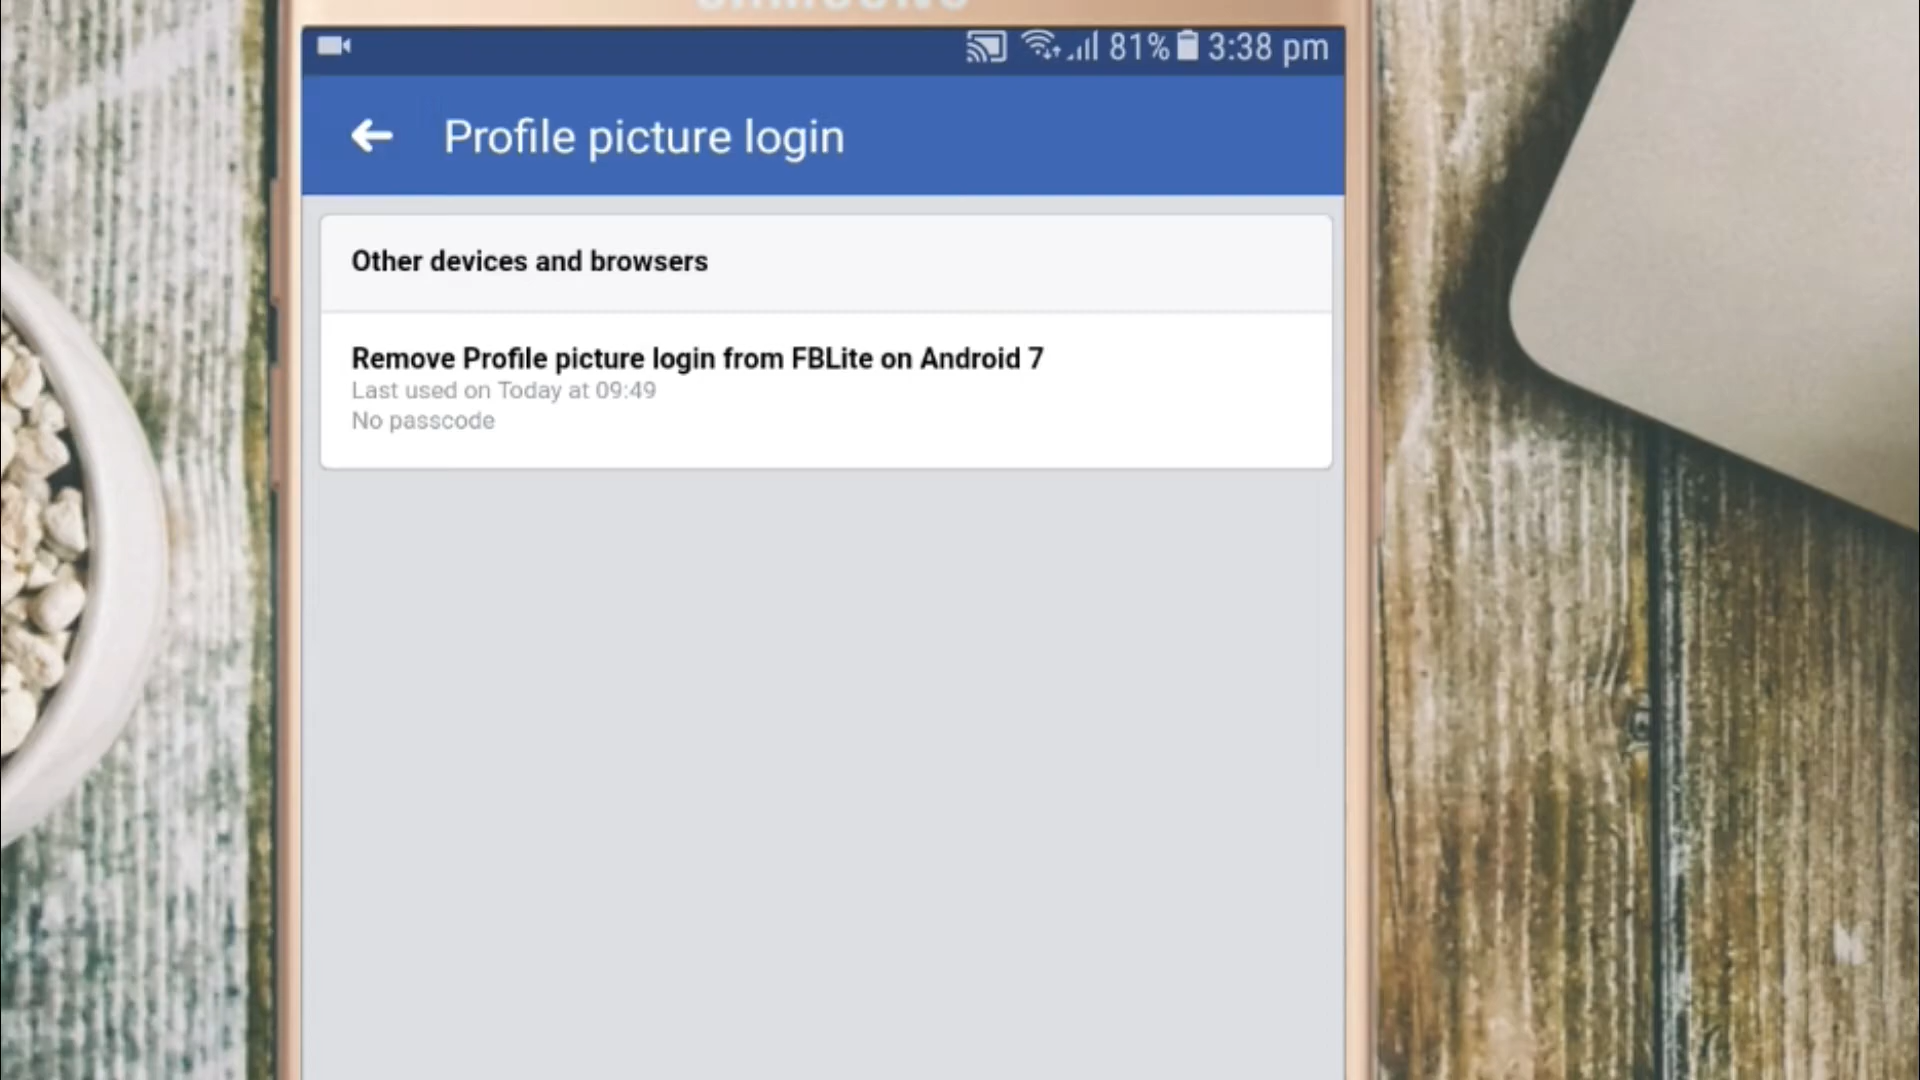 81% 3:38 pm
Profile picture login
Other devices and browsers
Remove Profile picture login from FBLite on Android 7
Last used on Today at 09:49
No passcode